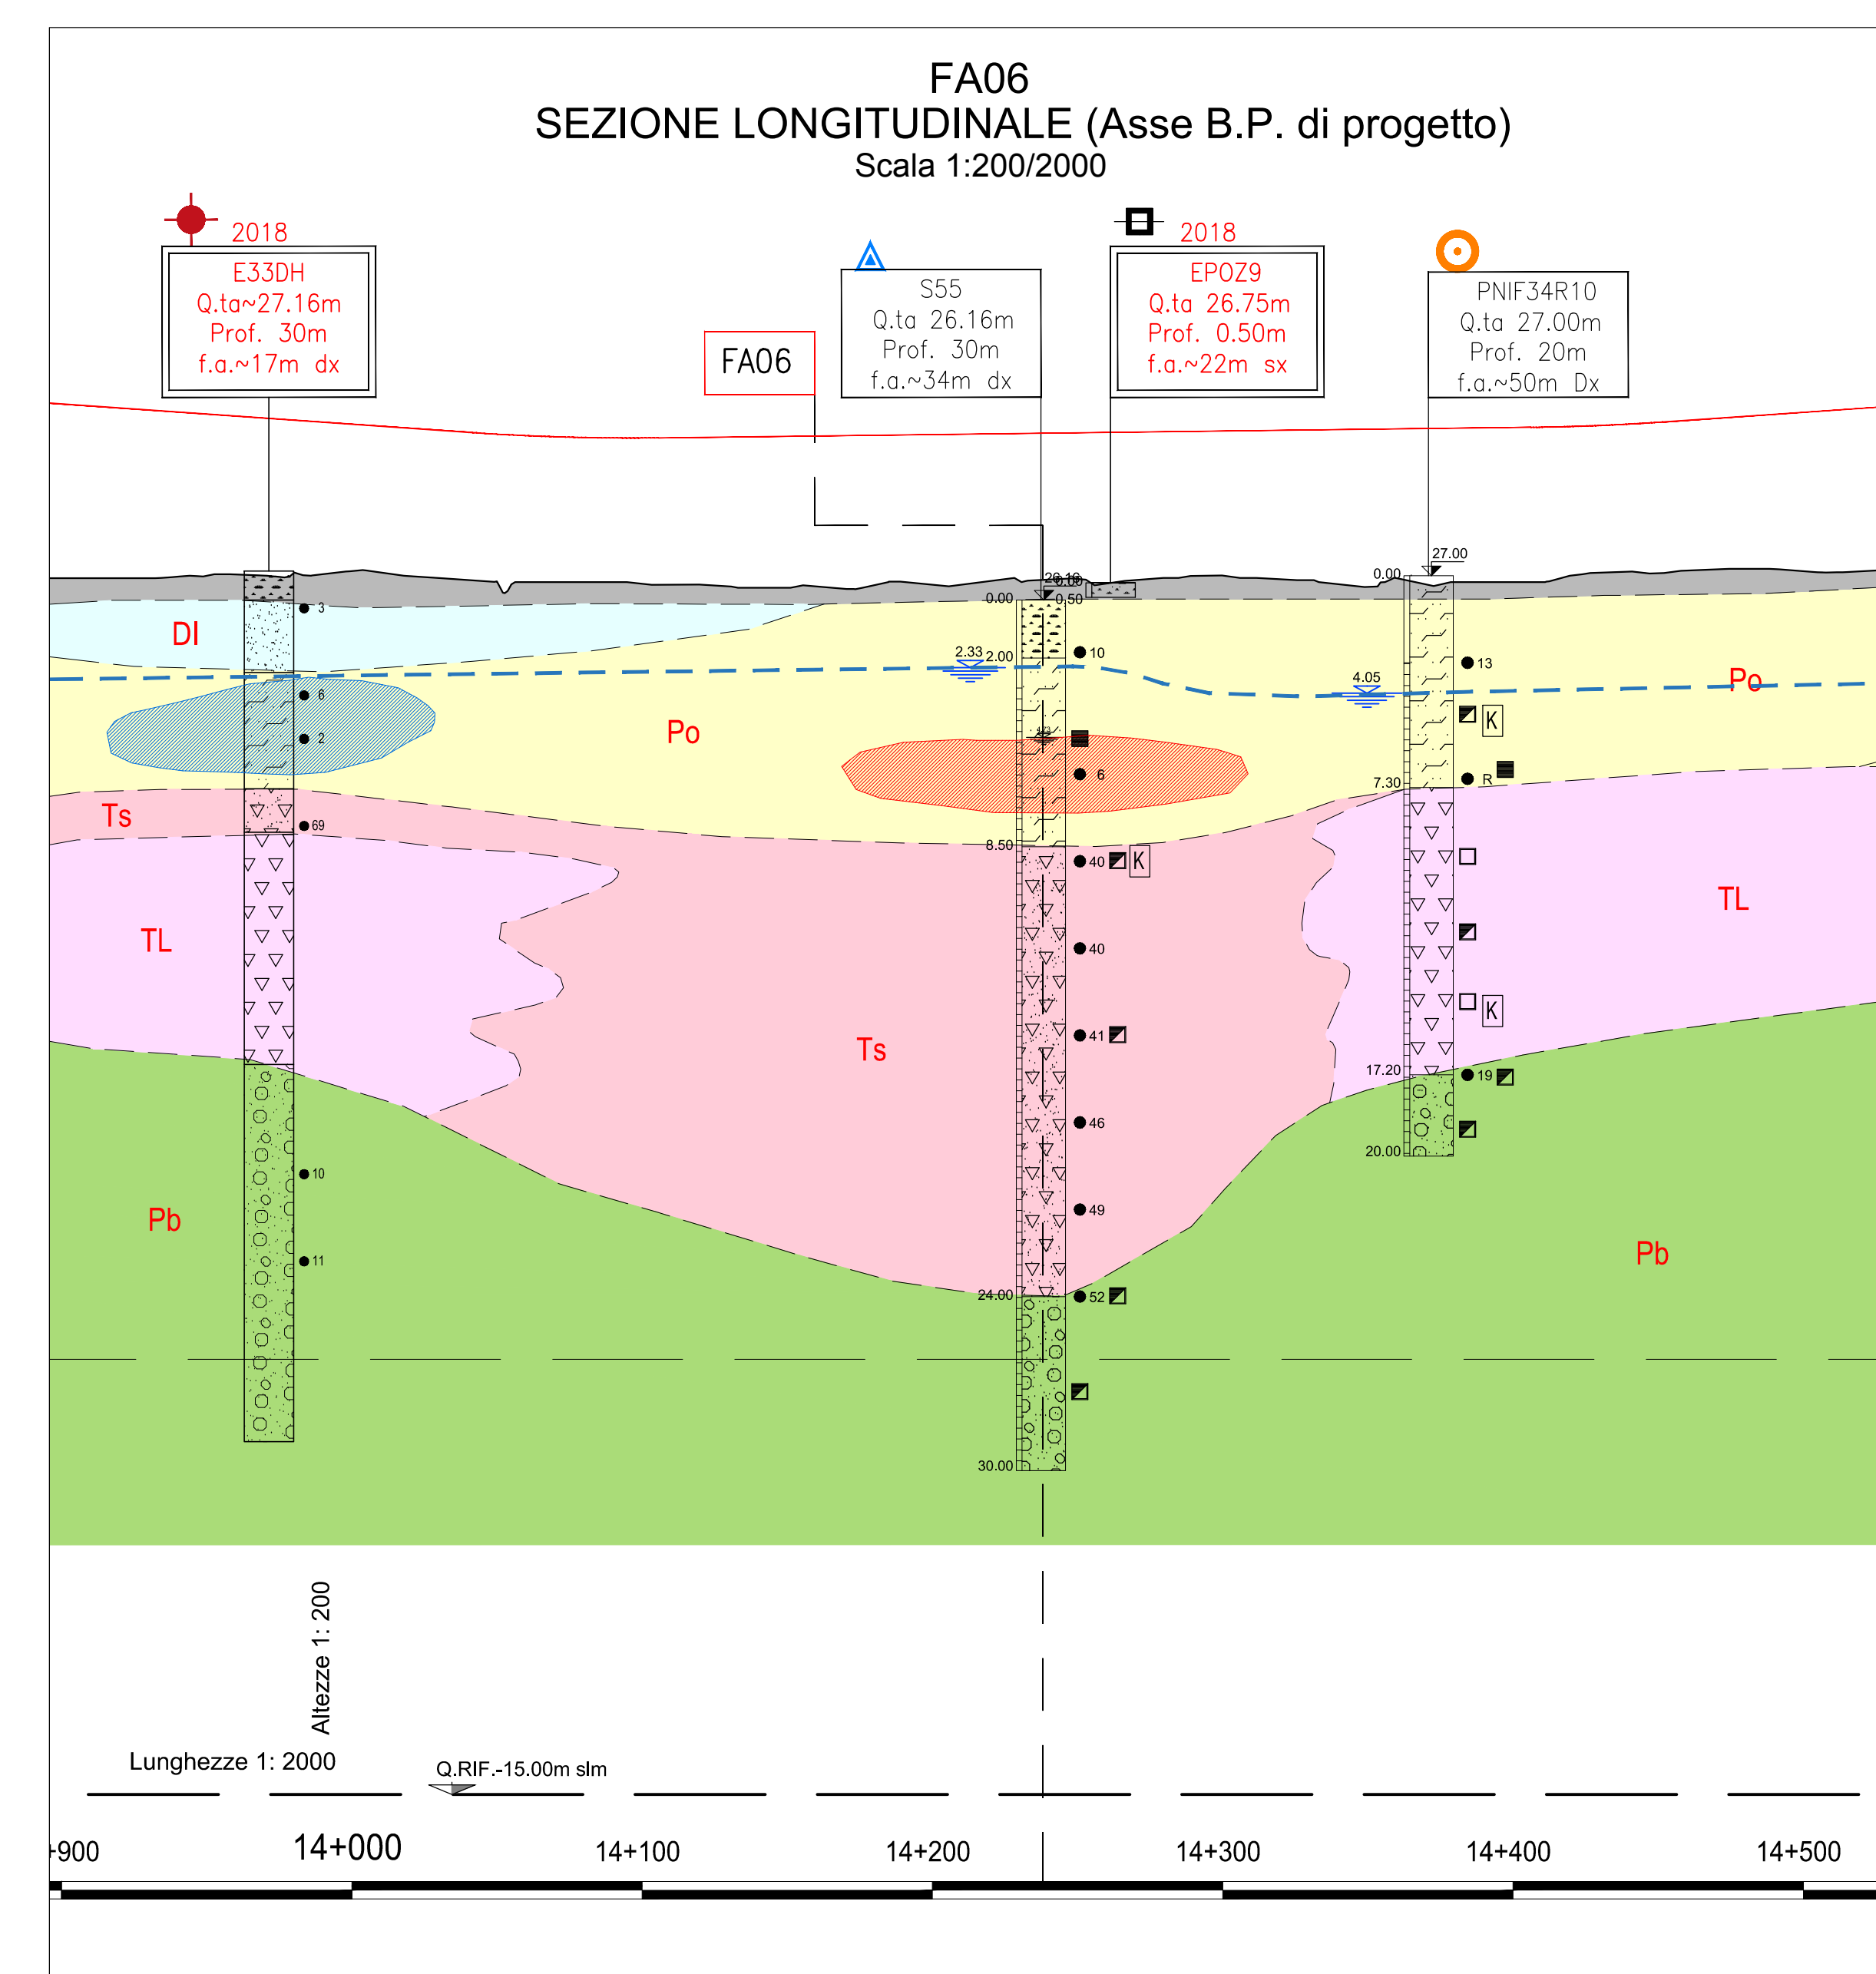 FA06
SEZIONE LONGITUDINALE (Asse B.P. di progetto)
Scala 1:200/2000
2018
E33DH
Q.ta~27.16m
Prof. 30m
f.a.~17m dx
FA06
S55
Q.ta 26.16m
Prof. 30m
f.a.~34m dx
2018
EPOZ9
Q.ta 26.75m
Prof. 0.50m
f.a.~22m sx
PNIF34R10
Q.ta 27.00m
Prof. 20m
f.a.~50m Dx
27.00
0.00
26.16
0.00
0.00
0.50
3
Dl
2.33
2.00
10
13
4.05
Po
6
K
2
Po
6
R
7.30
Ts
69
8.50
40
K
TL
TL
40
K
41
Ts
17.20
19
46
20.00
10
Pb
49
11
Pb
24.00
52
30.00
Altezze 1: 200
Lunghezze 1: 2000
Q.RIF.-15.00m slm
+900
14+000
14+100
14+200
14+300
14+400
14+500